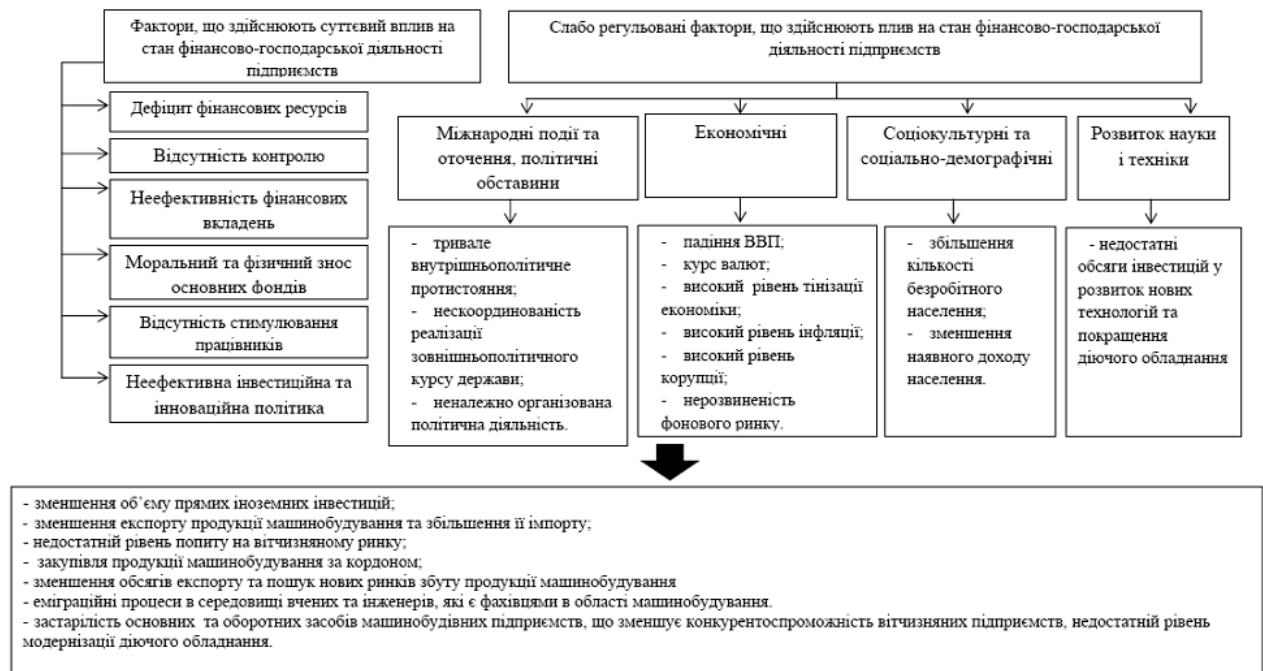 Фактори, що здійснюють суттєвий вплив на
стан фінансово-господарської діяльності
підприємств
Дефіцит фінансових ресурсів
Відсутність контролю
Неефективність фінансових
вкладень
Моральний та фізичний знос
основних фондів
Відсутність стимулювання
працівників
Неефективна інвестиційна та
інноваційна політика
Слабо регульовані фактори, що здійснюють плив на стан фінансово-господарської
діяльності підприємств
Міжнародні події та
оточення, політичні
обставини
- тривале
внутрішньополітичне
протистояння;
- нескоординованість
реалізації
зовнішньополітичного
курсу держави;
- неналежно організована
політична діяльність.
Економічні
- падіння ВВП;
- курс валют;
- високий рівень тінізації
економіки;
- високий рівень інфляції;
- високий рівень
корупції;
- нерозвиненість
фонового ринку.
Соціокультурні та
соціально-демографічні
- збільшення
кількості
безробітного
населення;
- зменшення
наявного доходу
населення.
Розвиток науки
і техніки
- недостатні
обсяги інвестицій у
розвиток нових
технологій та
покращення
діючого обладнання
- зменшення об’єму прямих іноземних інвестицій;
- зменшення експорту продукції машинобудування та збільшення її імпорту;
- недостатній рівень попиту на вітчизняному ринку;
- закупівля продукції машинобудування за кордоном;
- зменшення обсягів експорту та пошук нових ринків збуту продукції машинобудування
- еміграційні процеси в середовищі вчених та інженерів, які є фахівцями в області машинобудування.
- застарілість основних та оборотних засобів машинобудівних підприємств, що зменшує конкурентоспроможність вітчизняних підприємств, недостатній рівень
модернізації діючого обладнання.